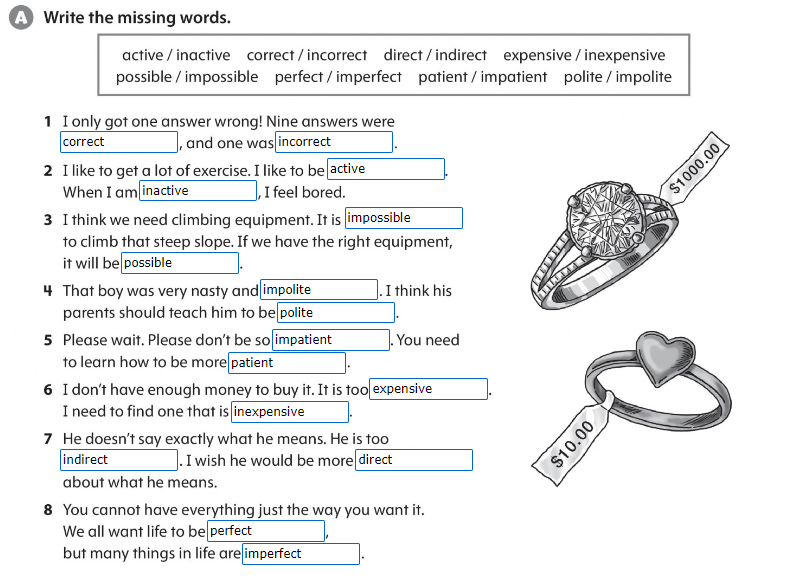 A Write the missing words.
active / inactive correct / incorrect direct / indirect expensive / inexpensive
possible / impossible perfect / imperfect patient / impatient polite / impolite
1 I only got one answer wrong! Nine answers were
correct, and one was incorrect.
2 I like to get a lot of exercise. I like to be active.
When I am inactive, I feel bored.
3 I think we need climbing equipment. It is impossible
to climb that steep slope. If we have the right equipment,
it will be possible.
4 That boy was very nasty and impolite. I think his
parents should teach him to be polite.
5 Please wait. Please don't be so impatient. You need
to learn how to be more patient.
6 I don't have enough money to buy it. It is too expensive.
I need to find one that is inexpensive.
7 He doesn't say exactly what he means. He is too
indirect. I wish he would be more direct
about what he means.
8 You cannot have everything just the way you want it.
We all want life to be perfect,
but many things in life are imperfect.
$1000.00
$10.00